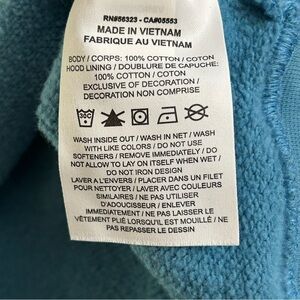 RN#56323 - CA#05553
MADE IN VIETNAM
FABRIQUE AU VIETNAM
BODY / CORPS: 100% COTTON / COTON
HOOD LINING / DOUBLURE DE CAPUCHE:
100% COTTON / COTON
EXCLUSIVE OF DECORATION /
DECORATION NON COMPRISE
30C
WASH INSIDE OUT / WASH IN NET / WASH
WITH LIKE COLORS / DO NOT USE
SOFTENERS / REMOVE IMMEDIATELY / DO
NOT ALLOW TO LAY ON ITSELF WHEN WET /
DO NOT IRON DESIGN
LAVER A L'ENVERS / PLACER DANS UN FILET
POUR NETTOYER / LAVER AVEC COULEURS
SIMILAIRES / NE PAS UTILISER
D'ADOUCISSEUR / ENLEVER
IMMEDIATEMENT / NE PAS LAISSER LE
VÊTEMENT PLIÉ LORSQU'IL EST MOUILLÉ / NE
PAS REPASSER LE DESSIN